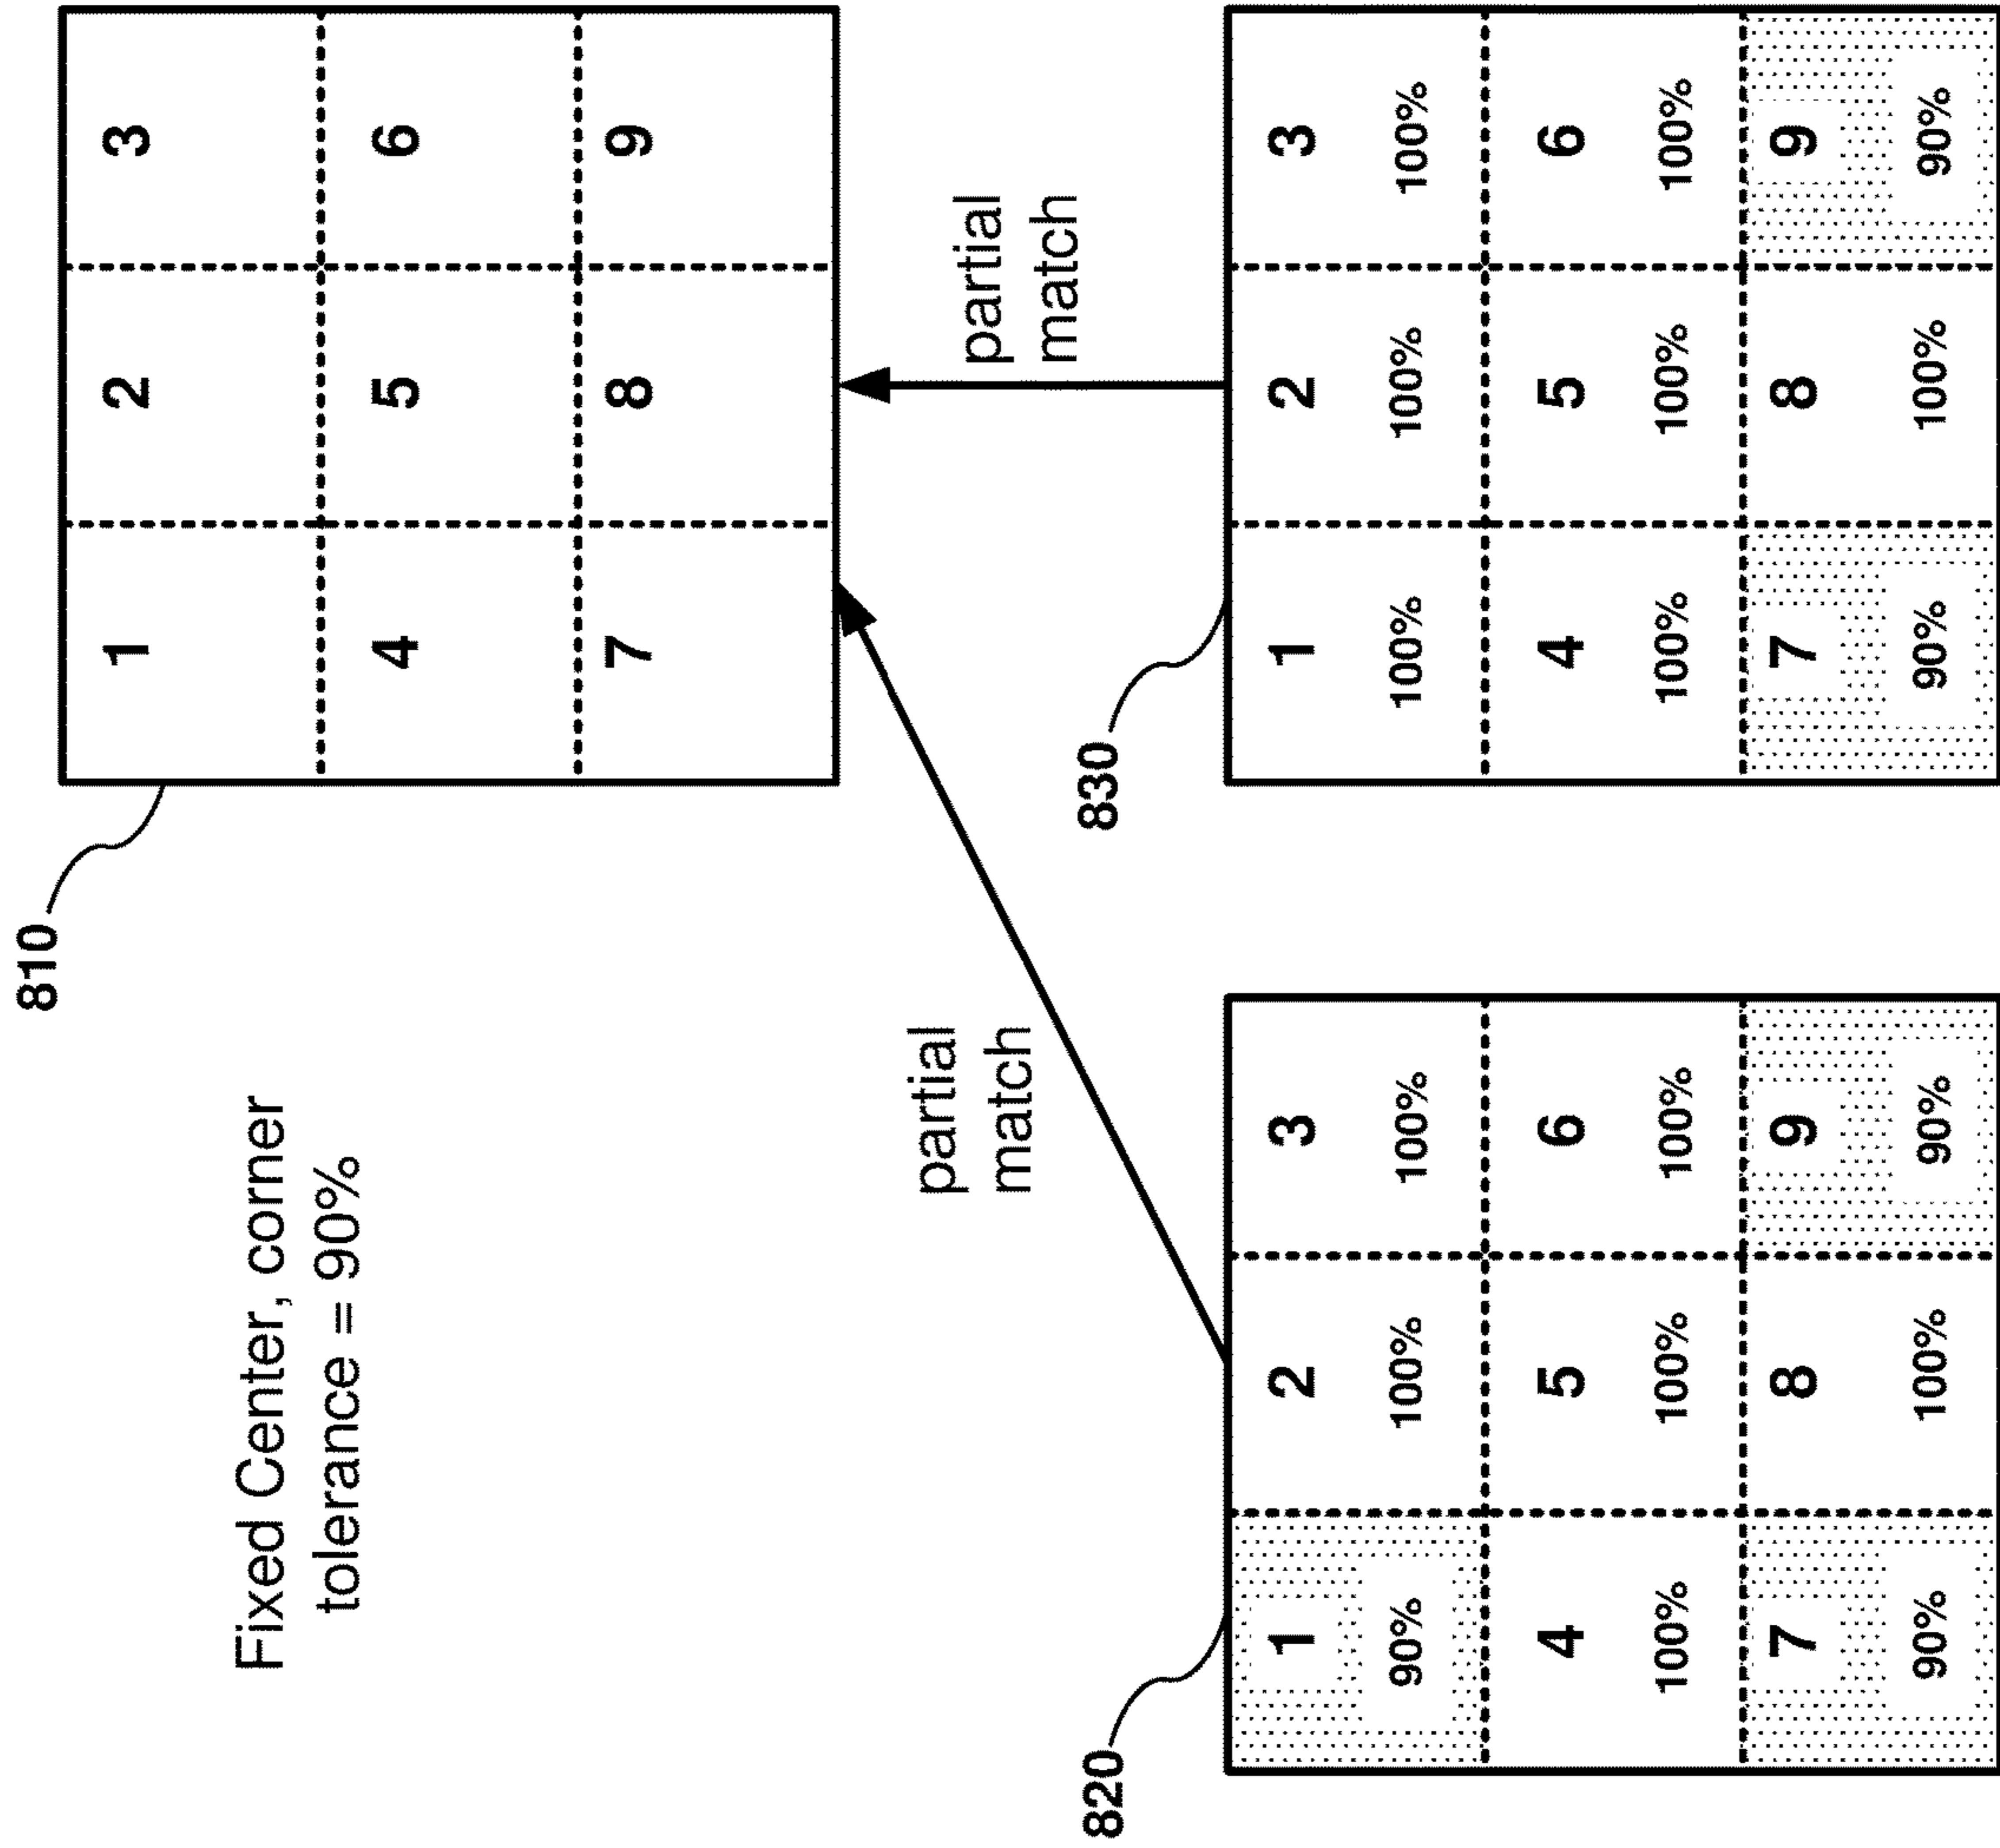 810
Fixed Center, corner
tolerance = 90%
1 2 3
4 5 6
7 8 9
partial
match
partial
match
820
1 2 3
90% 100% 100%
4 5 6
100% 100% 100%
7 8 9
90% 100% 90%
830
1 2 3
100% 100% 100%
4 5 6
100% 100% 100%
7 8 9
90% 100% 90%